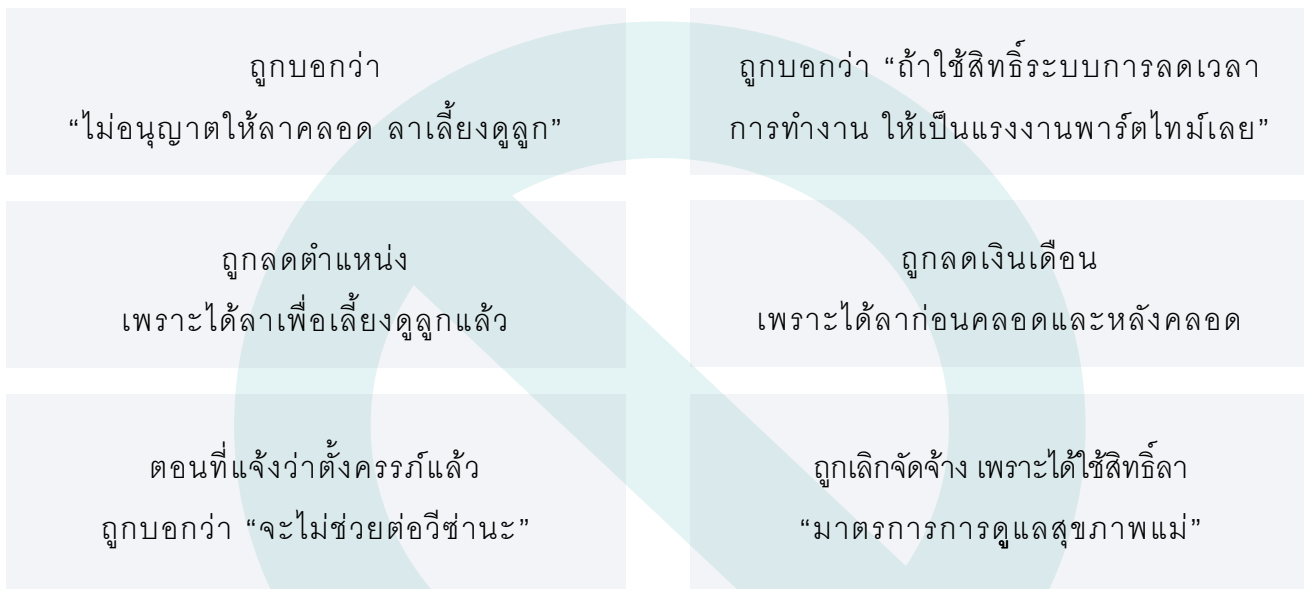 ถูกบอกว่า
“ไม่อนุญาตให้ลาคลอด ลาเลี้ยงดูลูก”
ถูกบอกว่า “ถ้าใช้สิทธิ์ระบบการลดเวลา
การทำงาน ให้เป็นแรงงานพาร์ตไทม์เลย”
ถูกลดตำแหน่ง
เพราะได้ลาเพื่อเลี้ยงดูลูกแล้ว
ถูกลดเงินเดือน
เพราะได้ลาก่อนคลอดและหลังคลอด
ตอนที่แจ้งว่าตั้งครรภ์แล้ว
ถูกบอกว่า “จะไม่ช่วยต่อวีซ่านะ”
ถูกเลิกจัดจ้าง เพราะได้ใช้สิทธิ์ลา
“มาตรการการดูแลสุขภาพแม่”